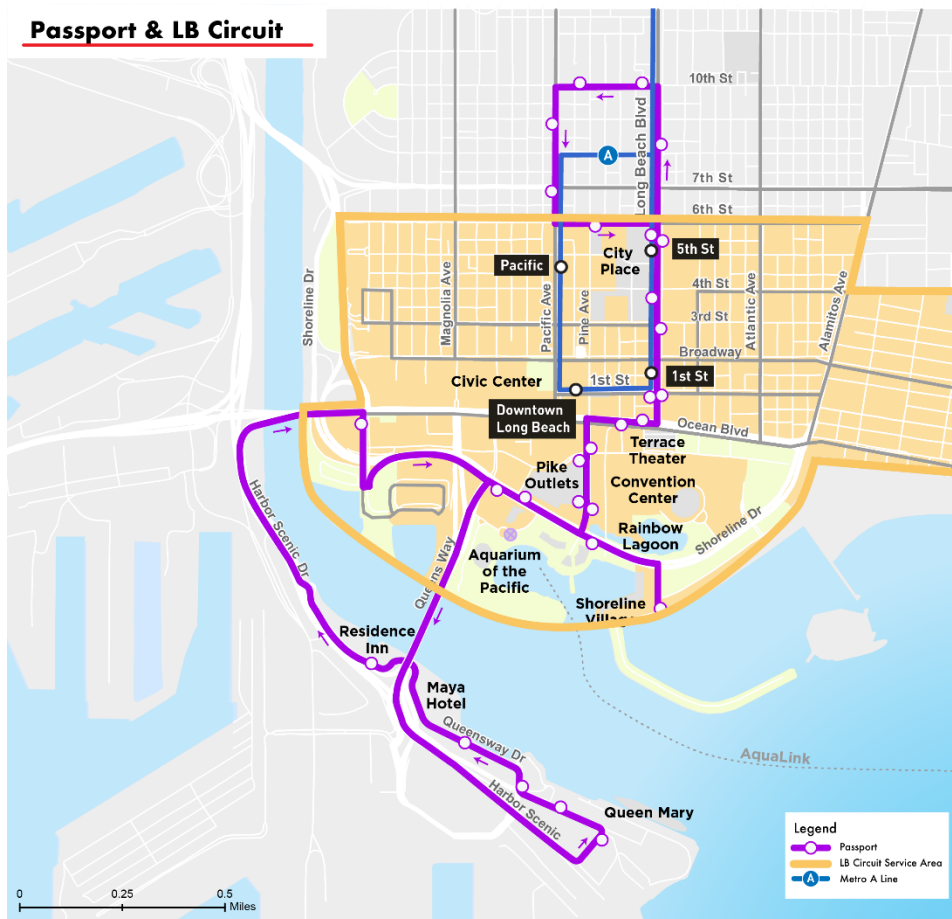 Passport & LB Circuit
10th St
Long Beach Blvd
A
7th St
6th St
City
Place
5th St
Pacific
Shoreline Dr
Magnolia Ave
Pacific Ave
Pine Ave
4th St
3rd St
Atlantic Ave
Alamitos Ave
Broadway
Civic Center
1st St
1st St
Downtown
Long Beach
Ocean Blvd
Terrace
Theater
Pike
Outlets
Convention
Center
Harbor Scenic Dr
Rainbow
Lagoon
Shoreline Dr
Queens Way
Aquarium
of the
Pacific
Shoreline
Village
Residence
Inn
Maya
Hotel
Queensway Dr
AquaLink
Harbor Scenic
Queen Mary
Legend
Passport
LB Circuit Service Area
A
Metro A Line
0
0.25
0.5
Miles